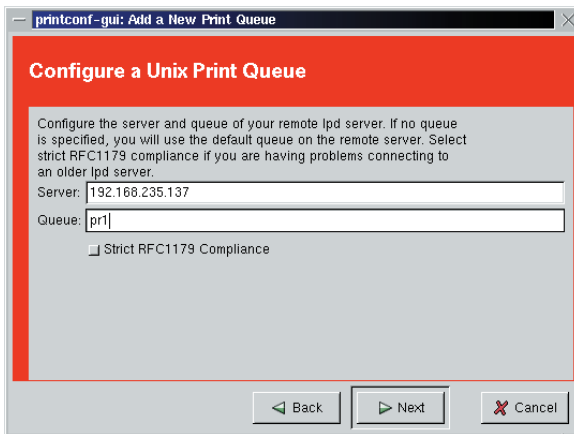 printconf-gui: Add a New Print Queue
Configure a Unix Print Queue
Configure the server and queue of your remote lpd server. If no queue
is specified, you will use the default queue on the remote server. Select
strict RFC1179 compliance if you are having problems connecting to
an older lpd server.
Server: 192.168.235.137
Queue: pr1
Strict RFC1179 Compliance
Back Next Cancel